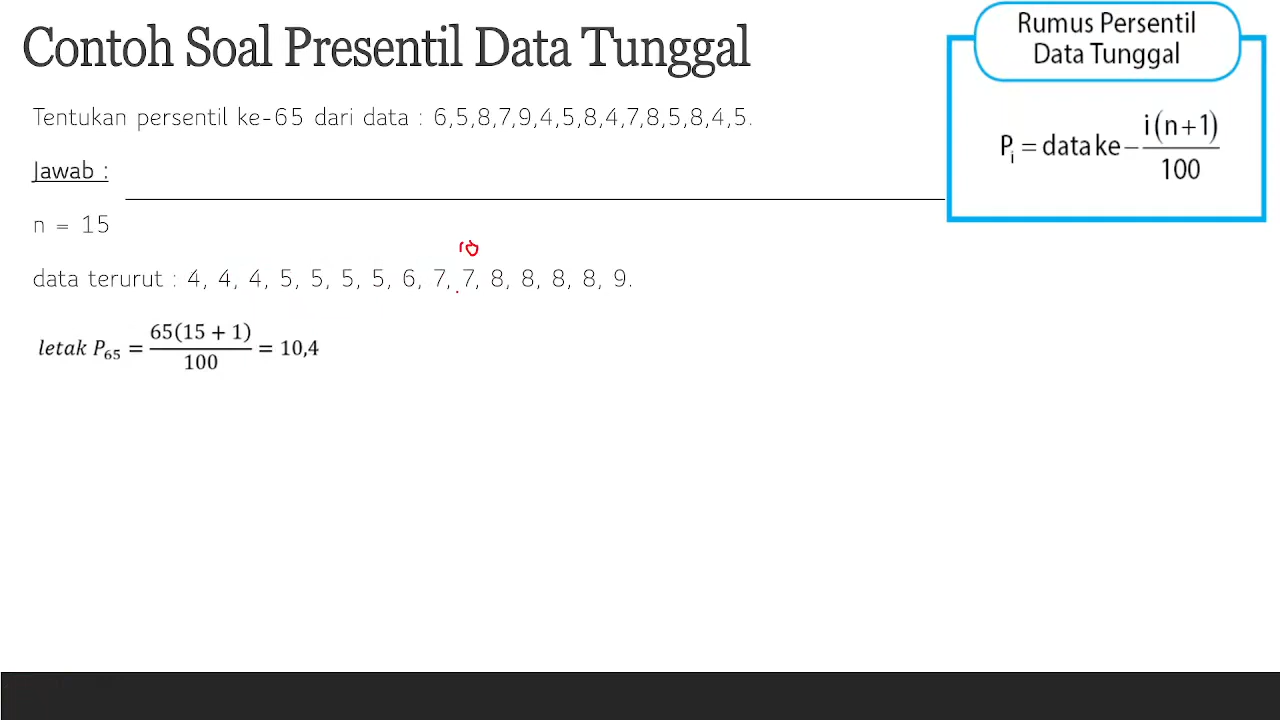 Contoh Soal Presentil Data Tunggal
Rumus Persentil
Data Tunggal
P_i = data ke – i(n+1)/100
Tentukan persentil ke-65 dari data : 6,5,8,7,9,4,5,8,4,7,8,5,8,4,5.
Jawab :
n = 15
10
data terurut : 4, 4, 4, 5, 5, 5, 5, 6, 7, 7, 8, 8, 8, 8, 9.
letak P_65 = 65(15 + 1)/100 = 10,4